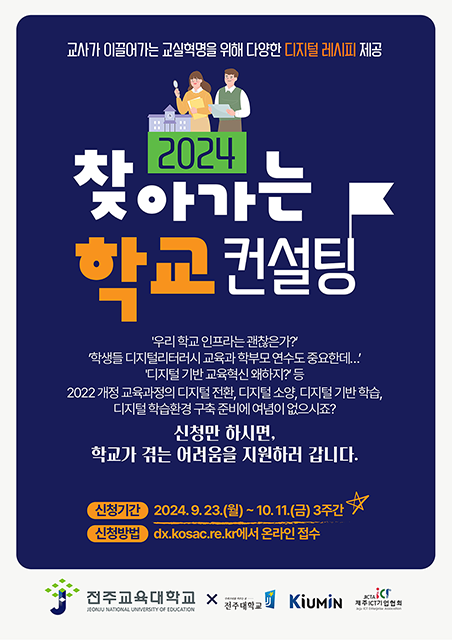 교사가 이끌어가는 교실혁명을 위해 다양한 디지털 레시피 제공
2024
찾아가는
학교 컨설팅
'우리 학교 인프라는 괜찮은가?'
'학생들 디지털리터러시 교육과 학부모 연수도 중요한데…'
'디지털 기반 교육혁신 왜하지?' 등
2022 개정 교육과정의 디지털 전환, 디지털 소양, 디지털 기반 학습,
디지털 학습환경 구축 준비에 여념이 없으시죠?
신청만 하시면,
학교가 겪는 어려움을 지원하러 갑니다.
신청기간 2024. 9. 23.(월) ~ 10. 11.(금) 3주간
신청방법 dx.kosac.re.kr에서 온라인 접수
전주교육대학교
JEONJU NATIONAL UNIVERSITY OF EDUCATION
×
전주대학교
KIUMIN
JICTA ICT
제주ICT기업협회